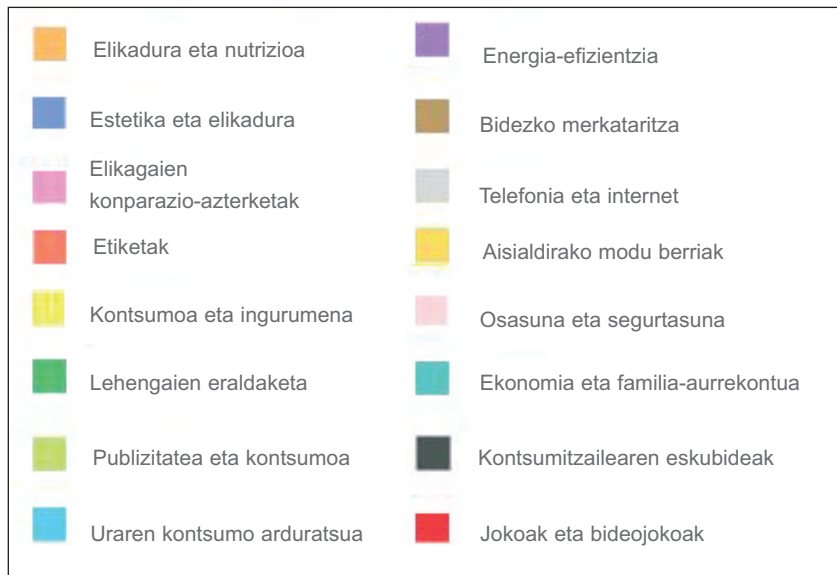 Elikadura eta nutrizioa
Estetika eta elikadura
Elikagaien
konparazio-azterketak
Etiketak
Kontsumoa eta ingurumena
Lehengaien eraldaketa
Publizitatea eta kontsumoa
Uraren kontsumo arduratsua
Energia-efizientzia
Bidezko merkataritza
Telefonia eta internet
Aisialdirako modu berriak
Osasuna eta segurtasuna
Ekonomia eta familia-aurrekontua
Kontsumitzailearen eskubideak
Jokoak eta bideojokoak